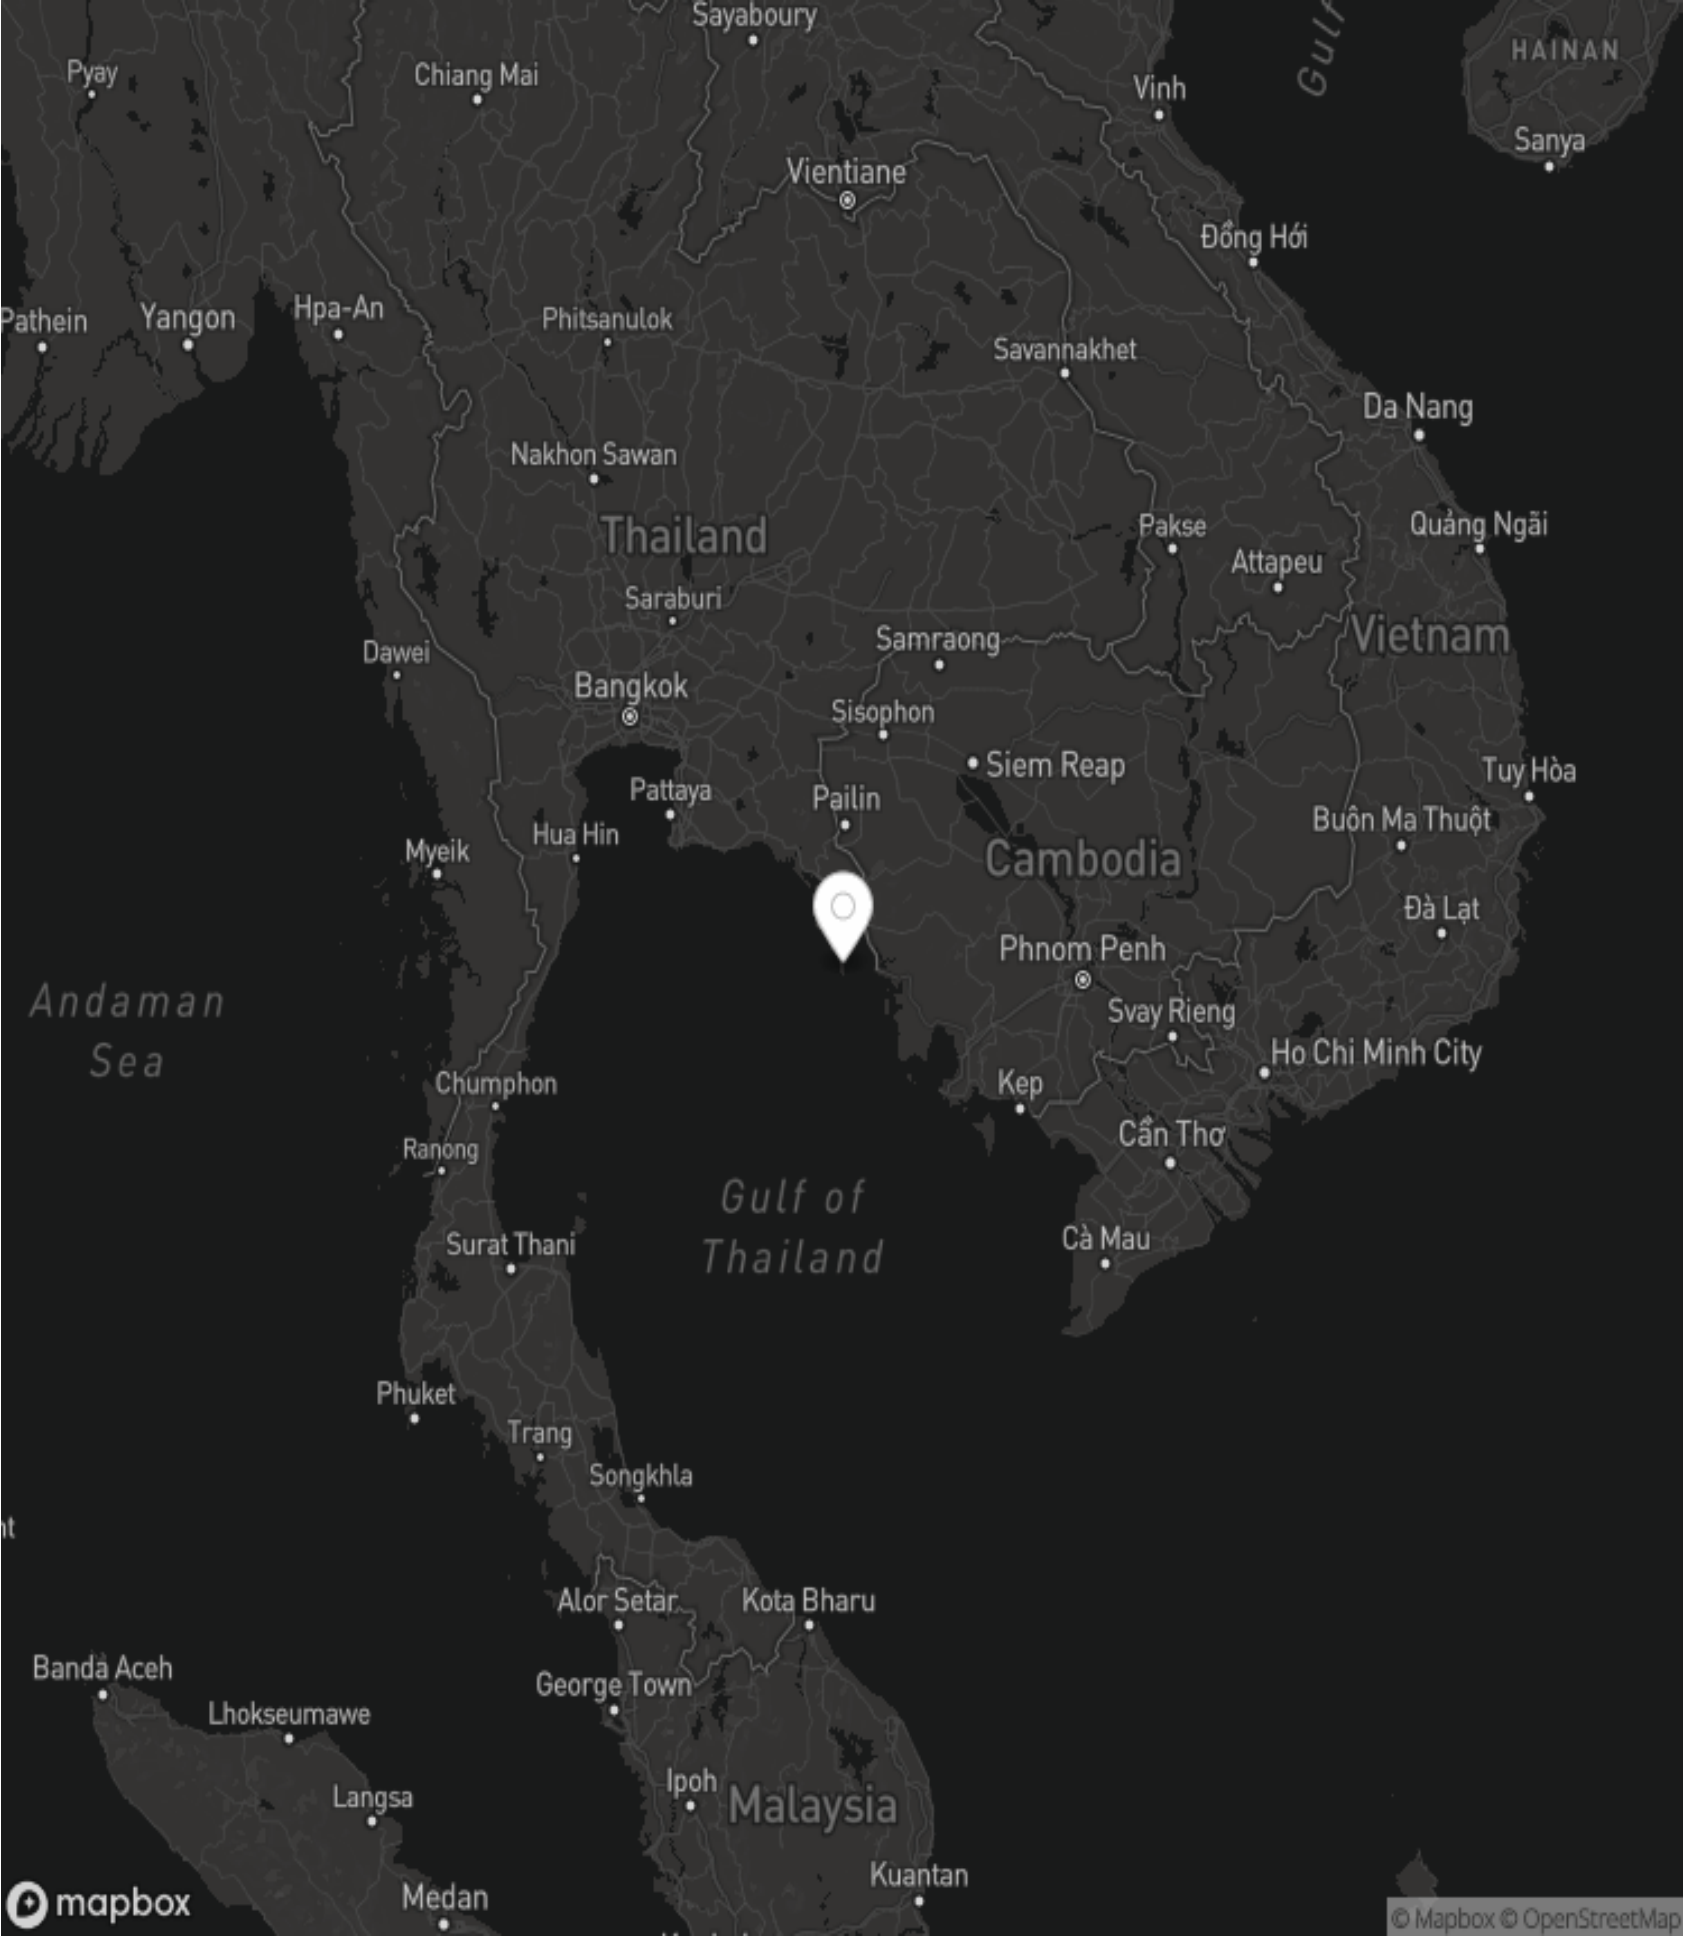 Sayaboury
Gulf
HAINAN
Pyay
Chiang Mai
Vinh
Sanya
Vientiane
Đồng Hới
Pathein
Yangon
Hpa-An
Phitsanulok
Savannakhet
Da Nang
Nakhon Sawan
Thailand
Pakse
Quảng Ngãi
Attapeu
Saraburi
Samraong
Vietnam
Dawei
Bangkok
Sisophon
Siem Reap
Tuy Hòa
Pattaya
Pailin
Buôn Ma Thuột
Hua Hin
Myeik
Cambodia
Đà Lạt
Phnom Penh
Andaman
Sea
Svay Rieng
Ho Chi Minh City
Chumphon
Kep
Cần Thơ
Ranong
Gulf of
Thailand
Surat Thani
Cà Mau
Phuket
Trang
Songkhla
nt
Alor Setar
Kota Bharu
Banda Aceh
George Town
Lhokseumawe
Ipoh
Malaysia
Langsa
Kuantan
Medan
mapbox
© Mapbox © OpenStreetMap